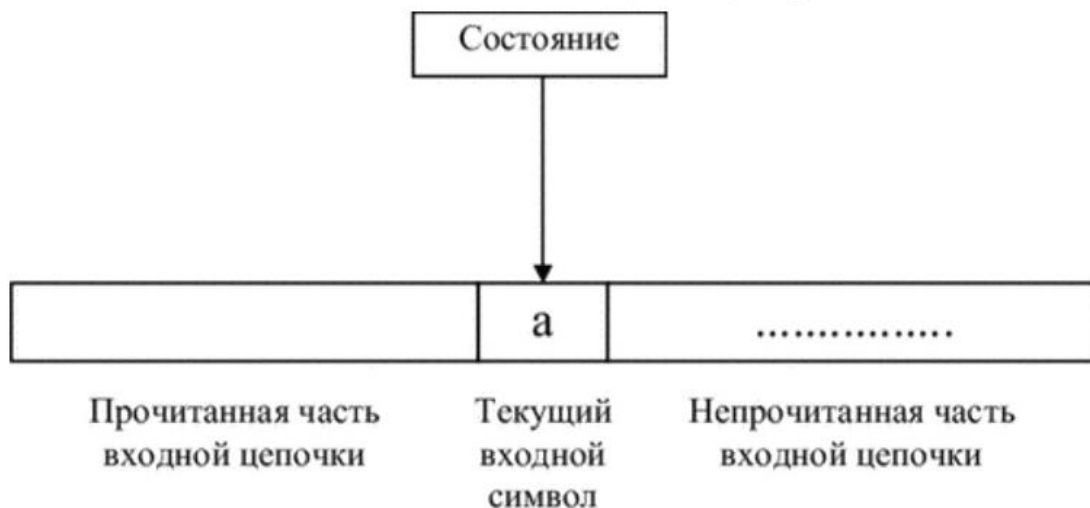 Состояние
а
................
Прочитанная часть
входной цепочки
Текущий
входной
символ
Непрочитанная часть
входной цепочки